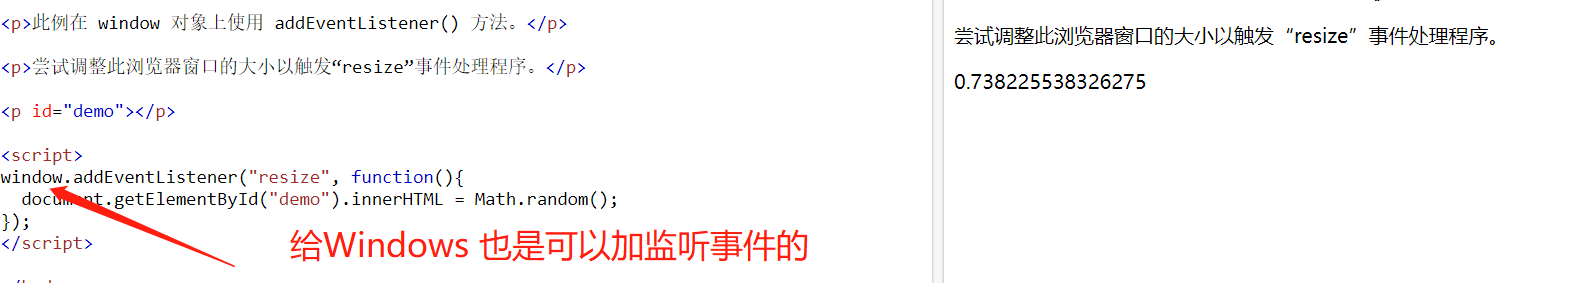 <p>此例在 window 对象上使用 addEventListener() 方法。</p>
<p>尝试调整此浏览器窗口的大小以触发“resize”事件处理程序。</p>
<p id="demo"></p>
<script>
window.addEventListener("resize", function(){
  document.getElementById("demo").innerHTML = Math.random();
});
</script>
给Windows 也是可以加监听事件的
尝试调整此浏览器窗口的大小以触发“resize”事件处理程序。
0.738225538326275